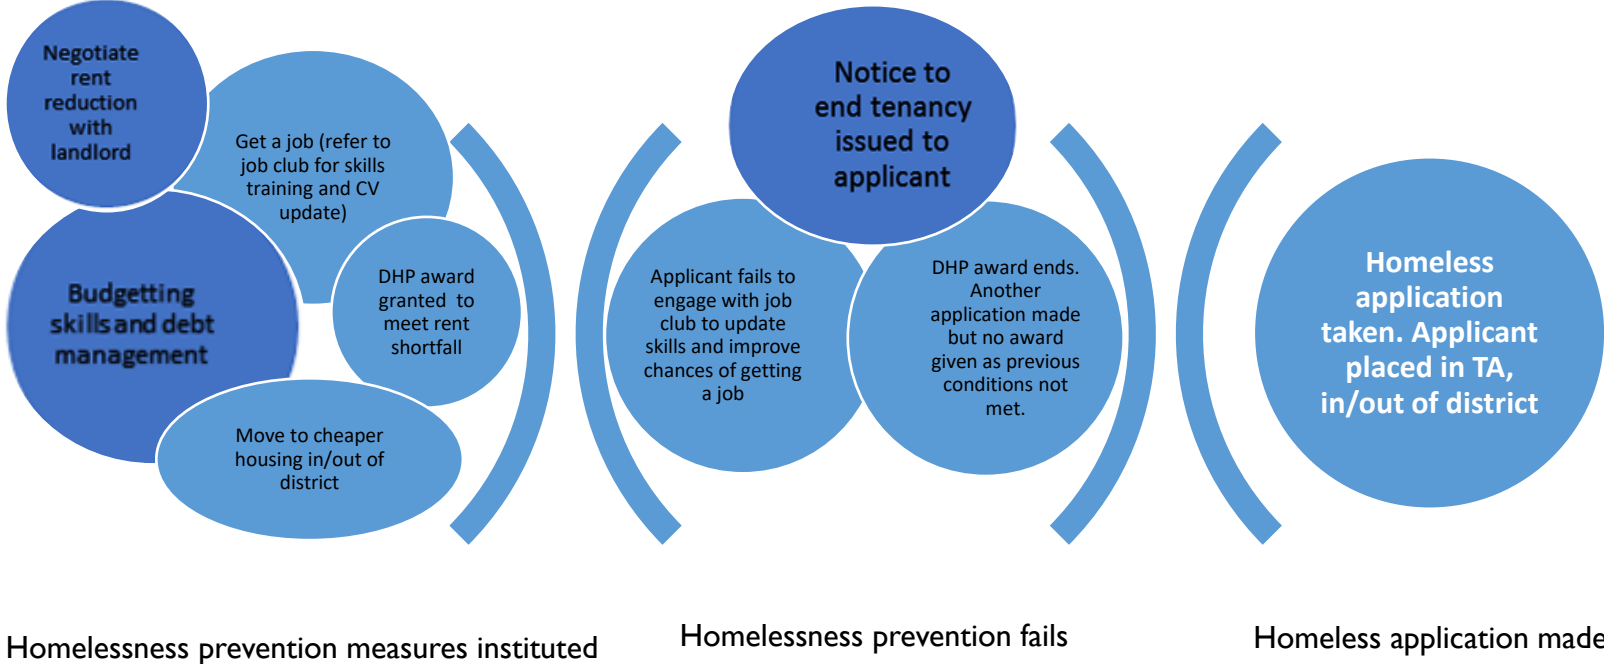 Negotiate
rent
reduction
with
landlord
Get a job (refer to
job club for skills
training and CV
update)
Budgetting
skills and debt
management
DHP award
granted to
meet rent
shortfall
Move to cheaper
housing in/out of
district
Notice to
end tenancy
issued to
applicant
Applicant fails to
engage with job
club to update
skills and improve
chances of getting
a job
DHP award ends.
Another
application made
but no award
given as previous
conditions not
met.
Homeless
application
taken. Applicant
placed in TA,
in/out of district
Homelessness prevention measures instituted
Homelessness prevention fails
Homeless application made